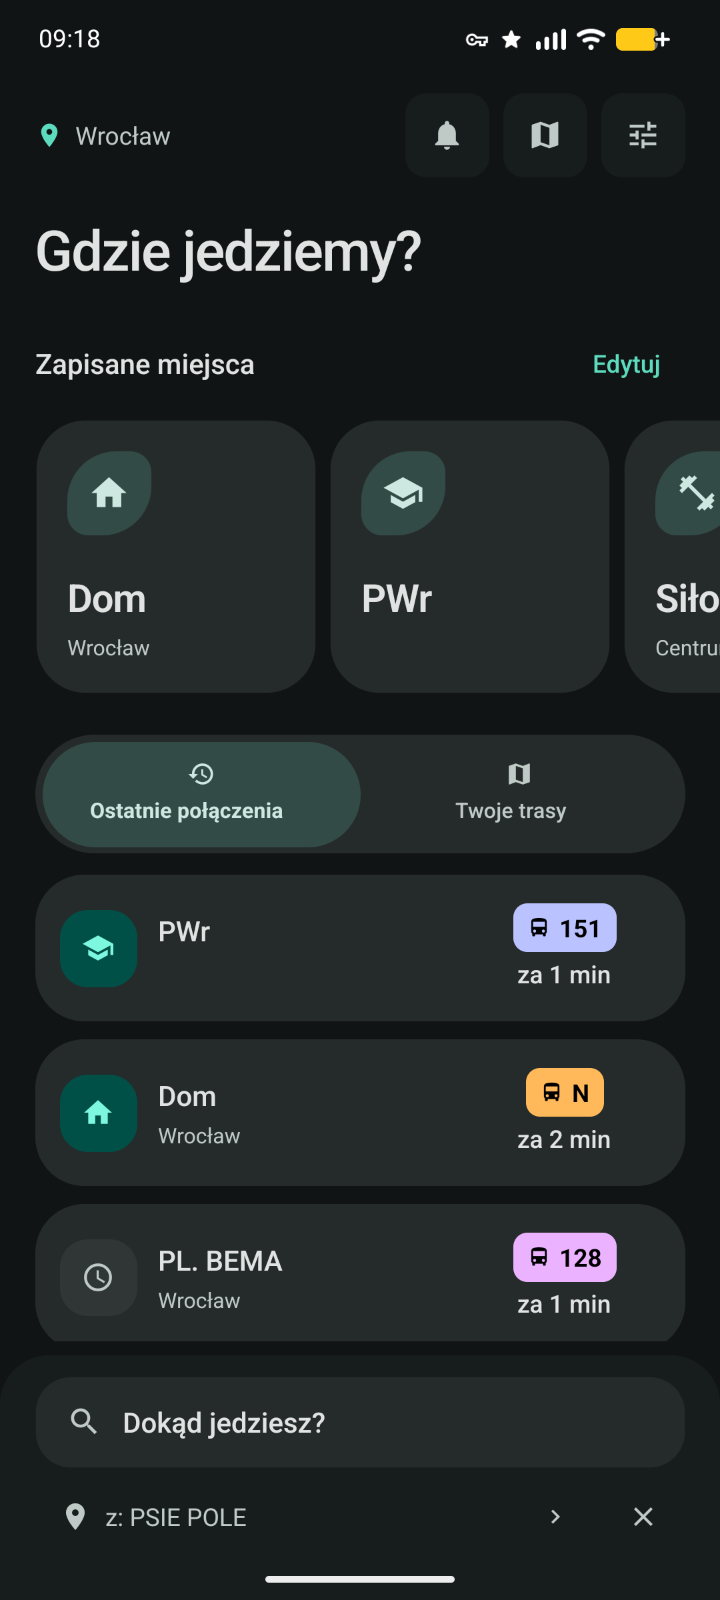 09:18
Wrocław
Gdzie jedziemy?
Zapisane miejsca
Edytuj
Dom
Wrocław
PWr
Siło
Centru
Ostatnie połączenia
Twoje trasy
PWr
151
za 1 min
Dom
Wrocław
N
za 2 min
PL. BEMA
Wrocław
128
za 1 min
Dokąd jedziesz?
z: PSIE POLE